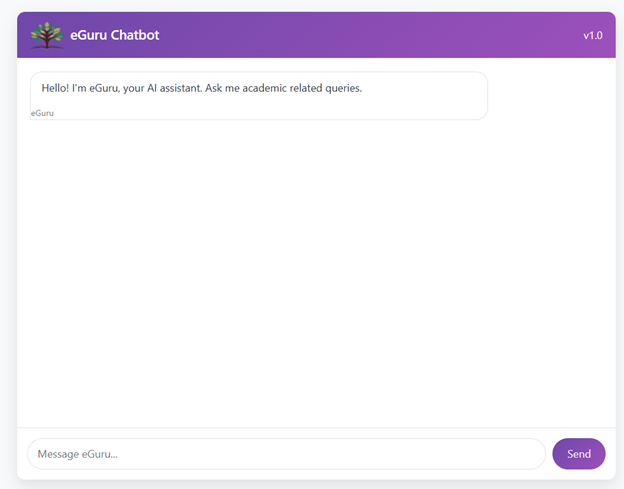 eGuru Chatbot
v1.0
Hello! I'm eGuru, your AI assistant. Ask me academic related queries.
eGuru
Message eGuru...
Send